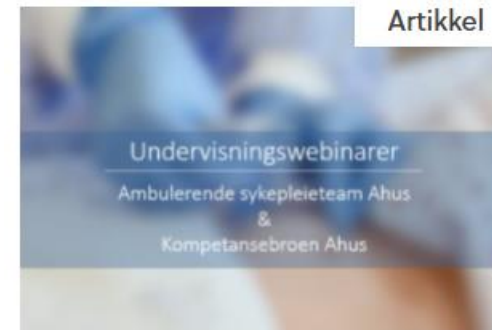 Artikkel
Undervisningswebinarer
Ambulerende sykepleieteam Ahus
&
Kompetansebroen Ahus